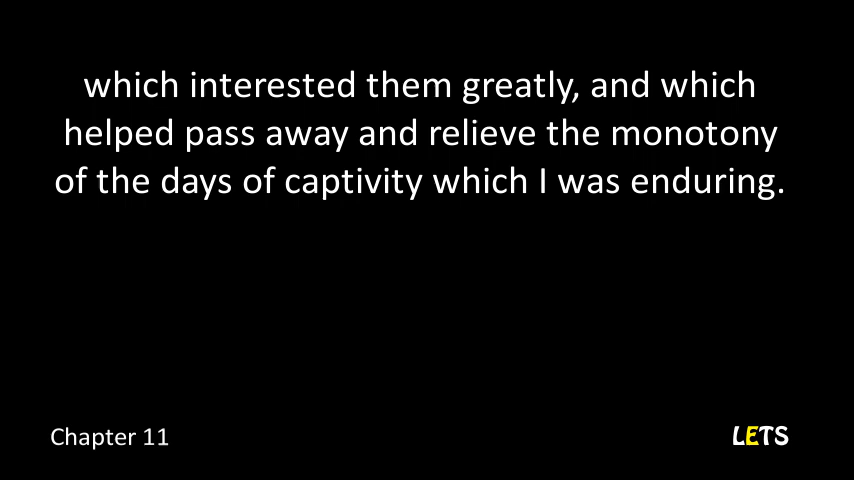 which interested them greatly, and which
helped pass away and relieve the monotony
of the days of captivity which I was enduring.
Chapter 11
LETS